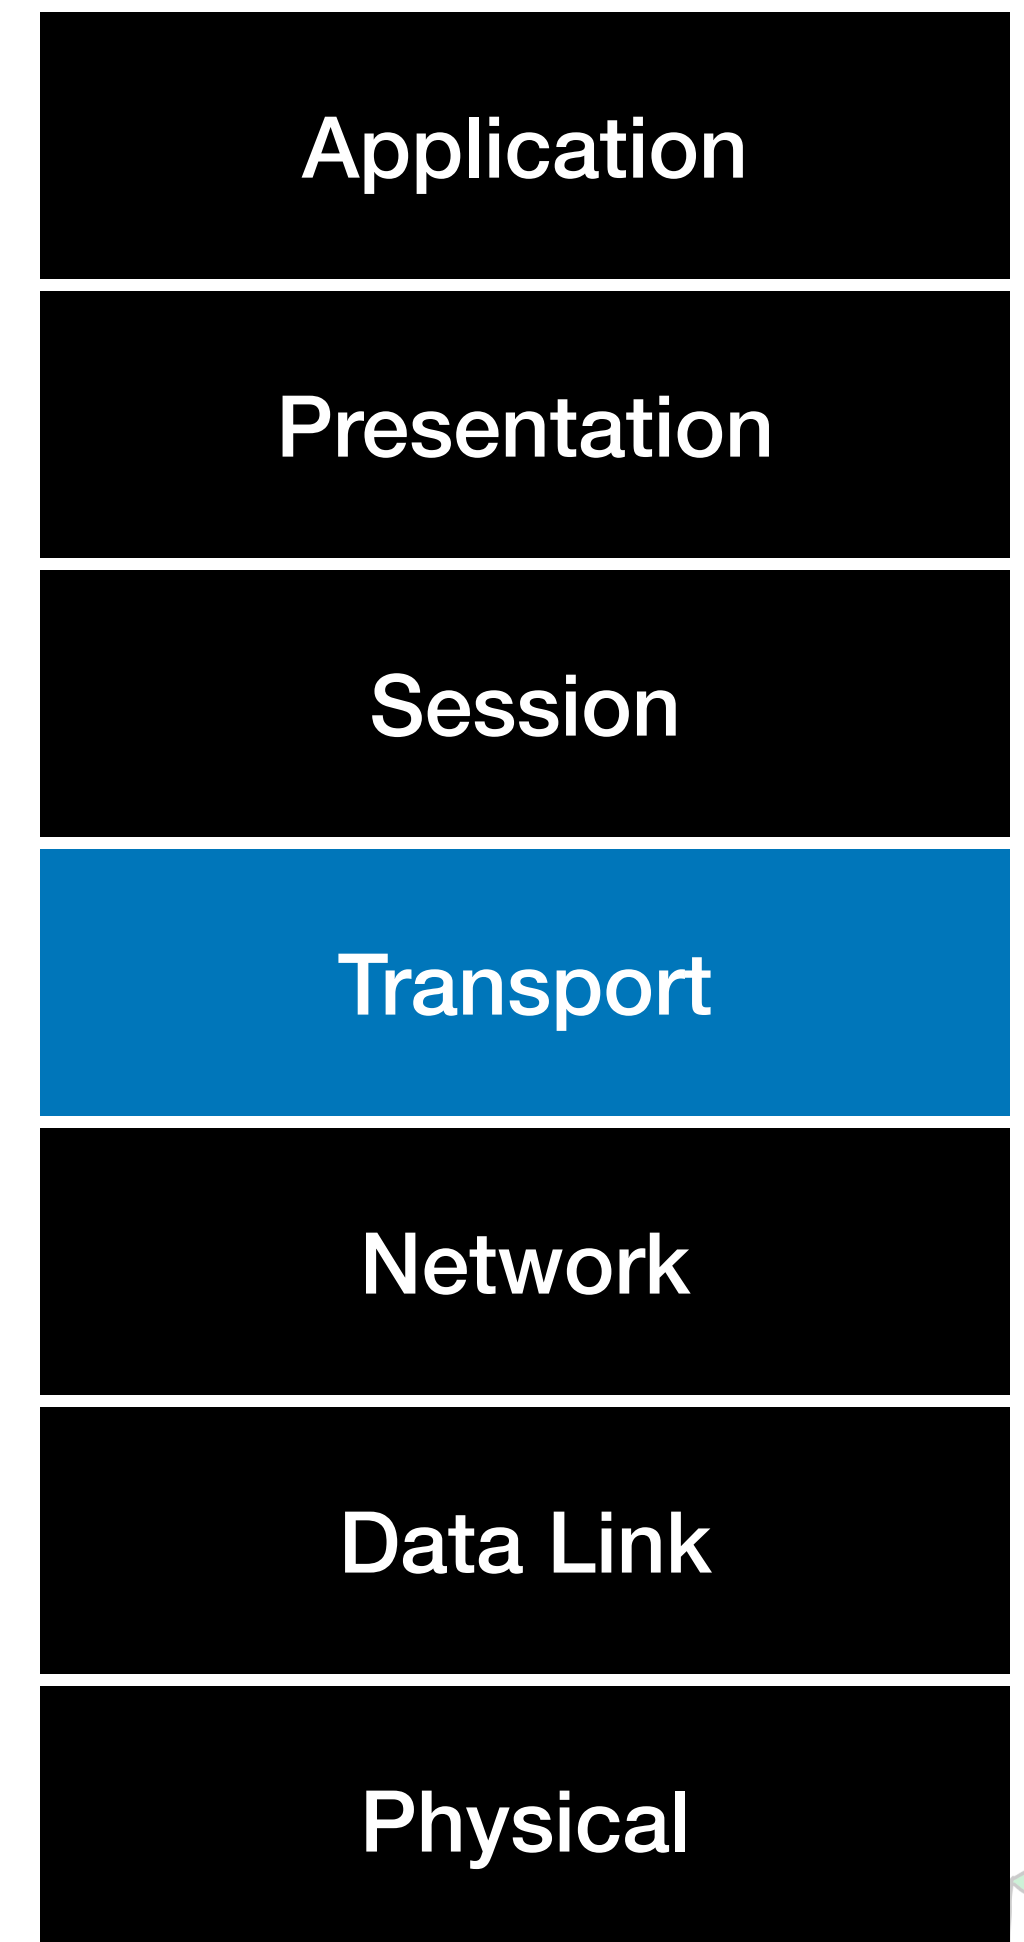 Application
Presentation
Session
Transport
Network
Data Link
Physical